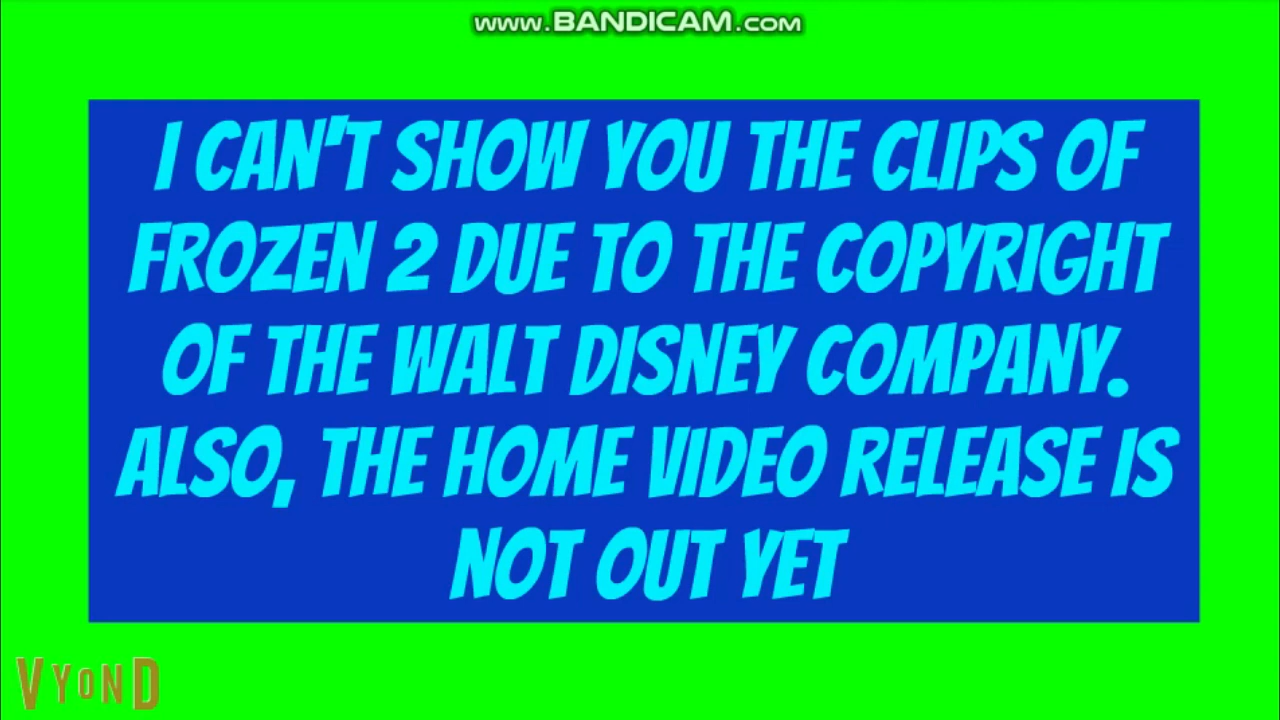 www.BANDICAM.com
I CAN'T SHOW YOU THE CLIPS OF
FROZEN 2 DUE TO THE COPYRIGHT
OF THE WALT DISNEY COMPANY.
ALSO, THE HOME VIDEO RELEASE IS
NOT OUT YET
VYOND